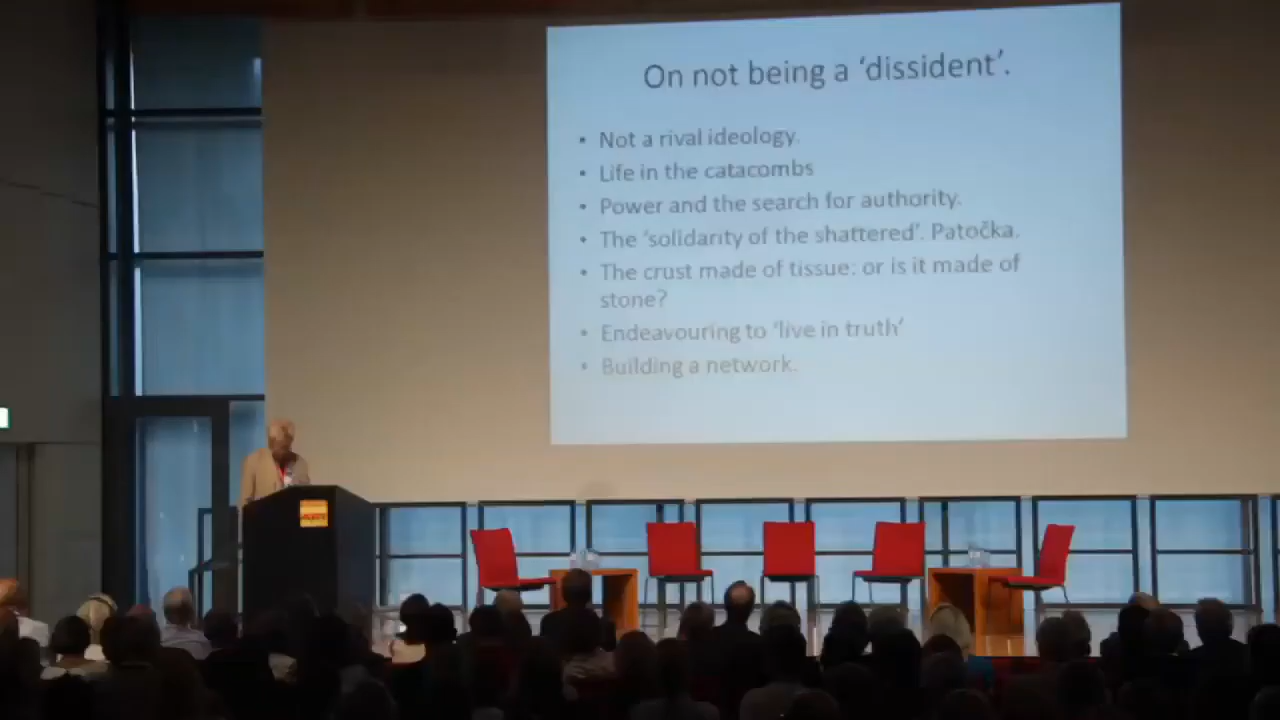 On not being a ‘dissident’.
• Not a rival ideology.
• Life in the catacombs
• Power and the search for authority.
• The ‘solidarity of the shattered’. Patočka.
• The crust made of tissue: or is it made of
stone?
• Endeavouring to ‘live in truth’
• Building a network.